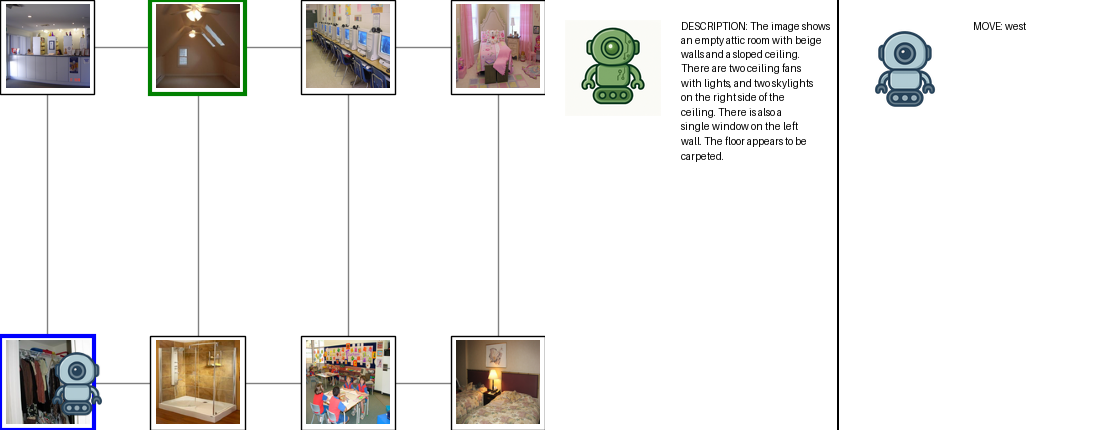 DESCRIPTION: The image shows
an empty attic room with beige
walls and a sloped ceiling.
There are two ceiling fans
with lights, and two skylights
on the right side of the
ceiling. There is also a
single window on the left
wall. The floor appears to be
carpeted.
MOVE: west